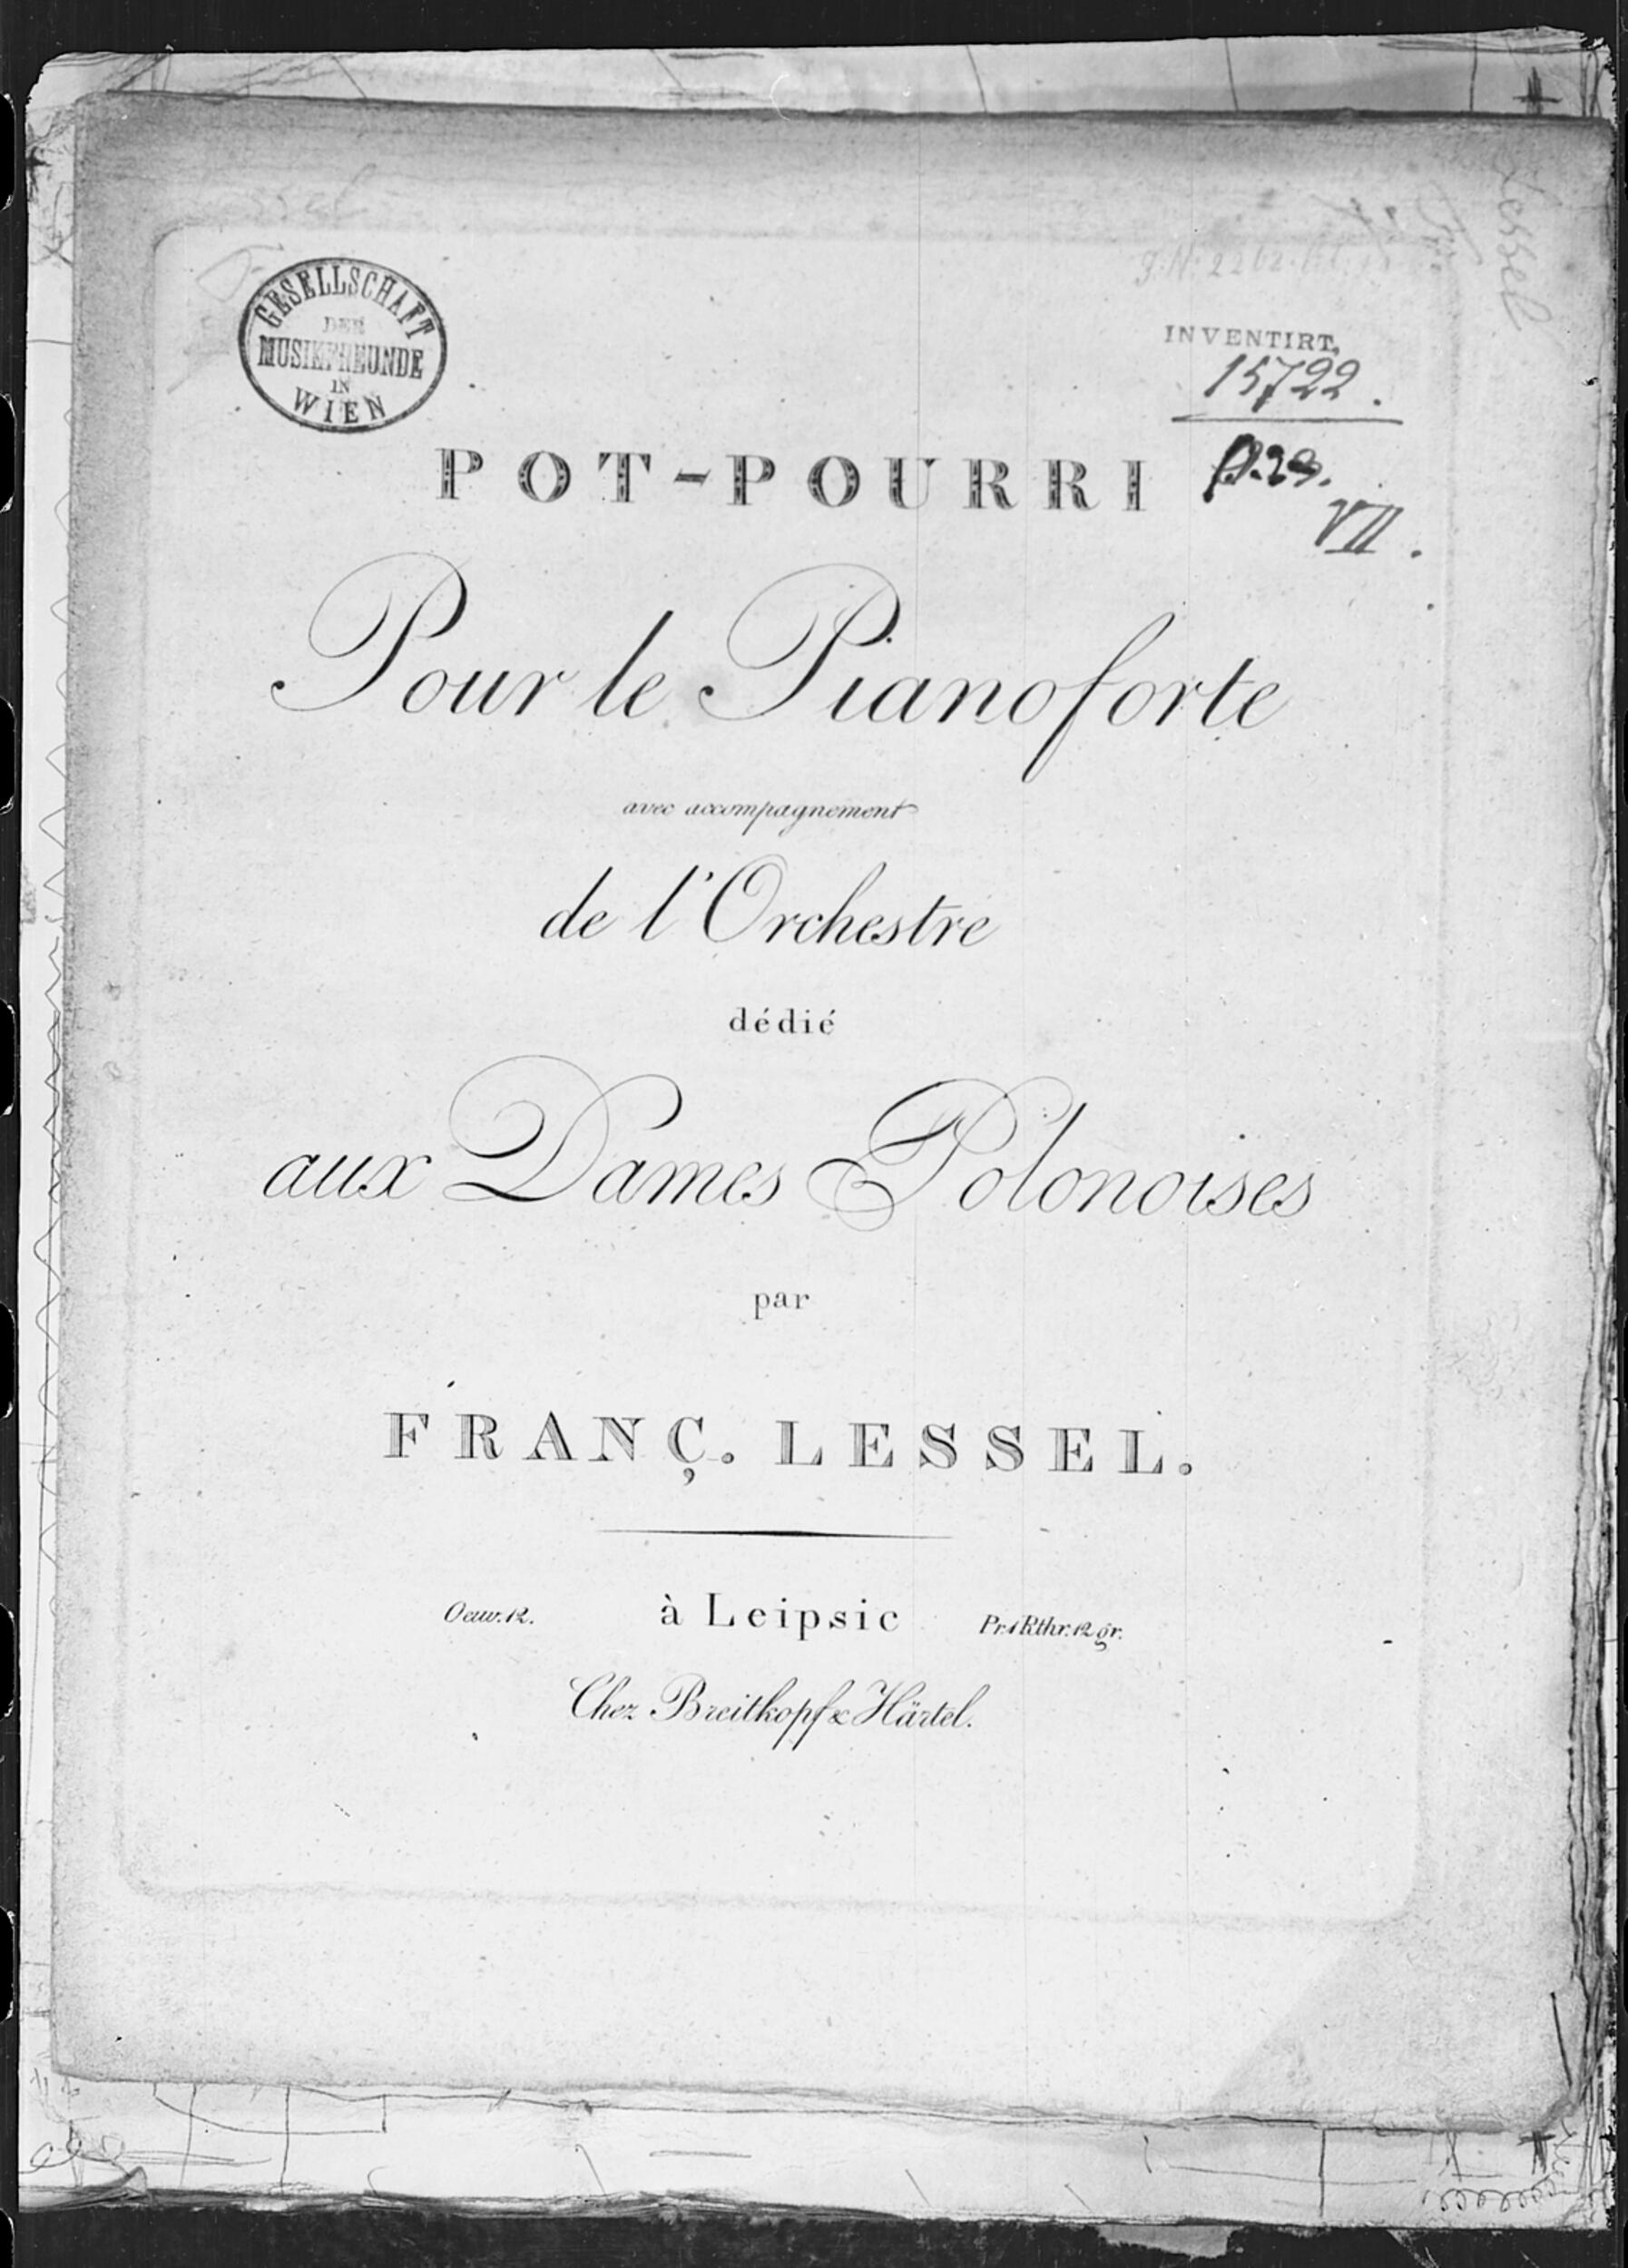 Lessel
GESELLSCHAFT
DER
MUSIKFREUNDE
IN
WIEN
INVENTIRT
15722.
VII.
POT-POURRI
Pour le Pianoforte
avec accompagnement
de l'Orchestre
dédié
aux Dames Polonoises
par
FRANÇ. LESSEL.
Oeuv. 12.
à Leipsic
Pr. 1 Rthr. 12 gr.
Chez Breitkopf & Härtel.